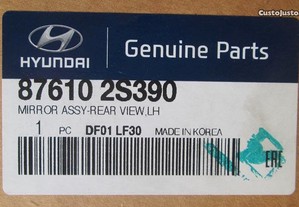 CustoJusto
HYUNDAI
Genuine Parts
87610 2S390
MIRROR ASSY-REAR VIEW,LH
1 PC DF01 LF30 MADE IN KOREA
EAC